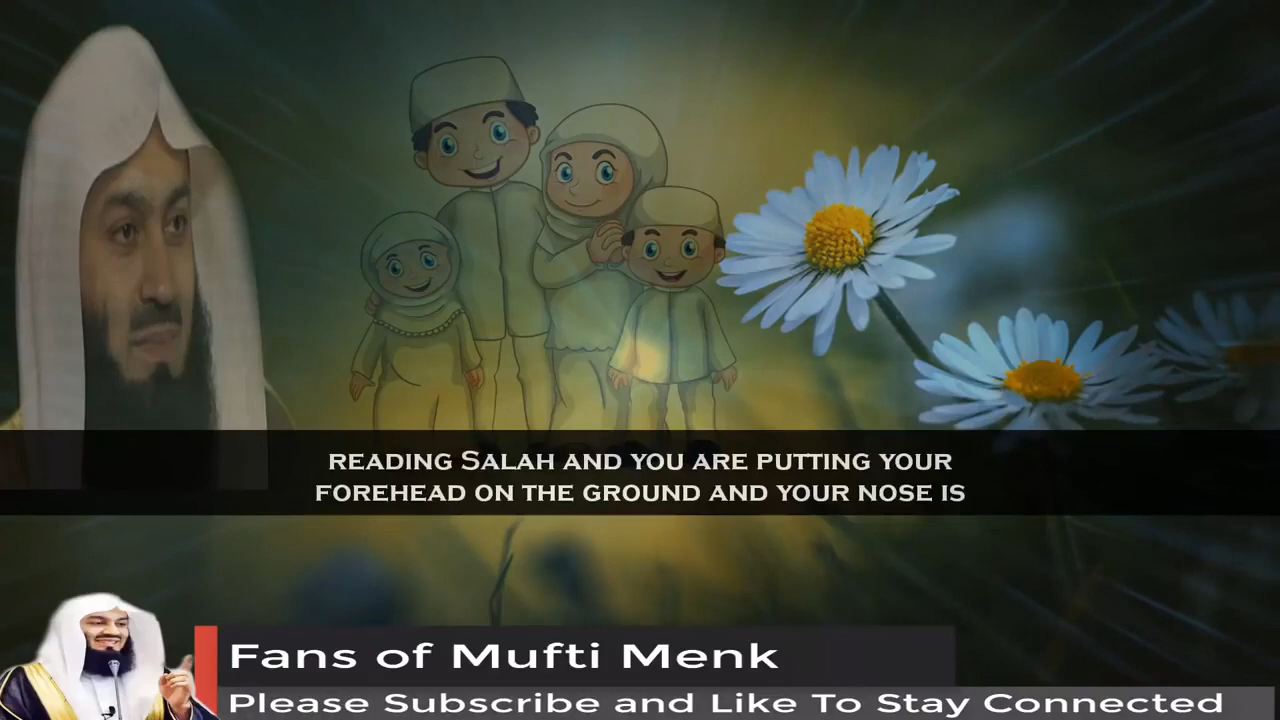 READING SALAH AND YOU ARE PUTTING YOUR
FOREHEAD ON THE GROUND AND YOUR NOSE IS
Fans of Mufti Menk
Please Subscribe and Like To Stay Connected